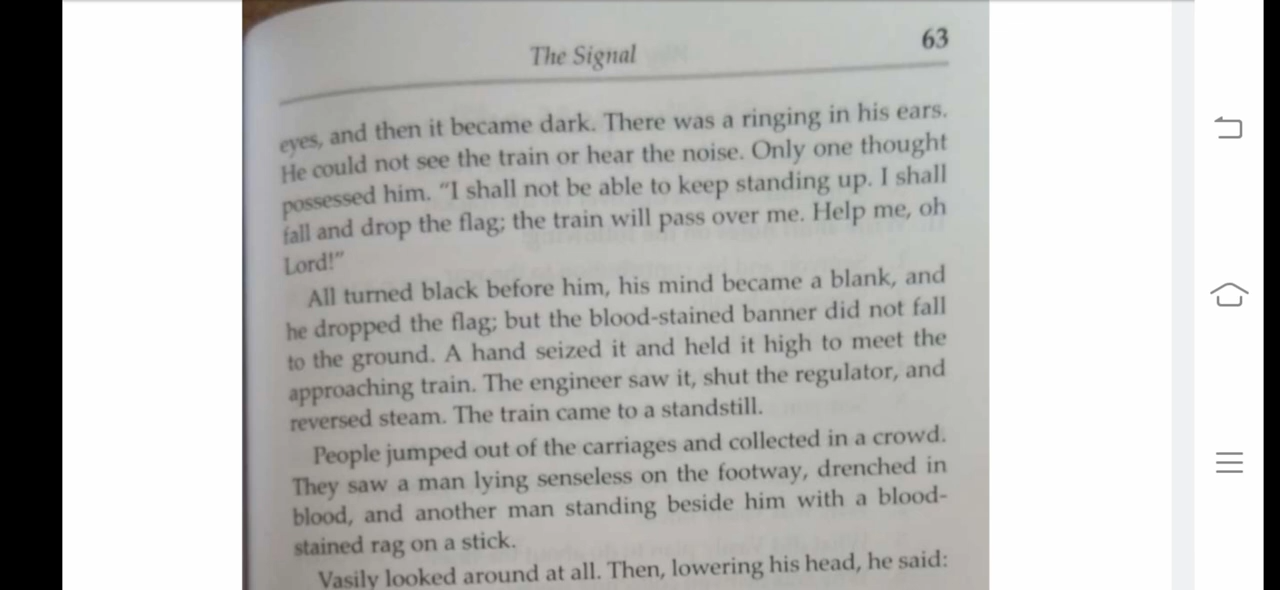 The Signal
63
eyes, and then it became dark. There was a ringing in his ears.
He could not see the train or hear the noise. Only one thought
possessed him. “I shall not be able to keep standing up. I shall
fall and drop the flag; the train will pass over me. Help me, oh
Lord!”
All turned black before him, his mind became a blank, and
he dropped the flag; but the blood-stained banner did not fall
to the ground. A hand seized it and held it high to meet the
approaching train. The engineer saw it, shut the regulator, and
reversed steam. The train came to a standstill.
People jumped out of the carriages and collected in a crowd.
They saw a man lying senseless on the footway, drenched in
blood, and another man standing beside him with a blood-
stained rag on a stick.
Vasily looked around at all. Then, lowering his head, he said: